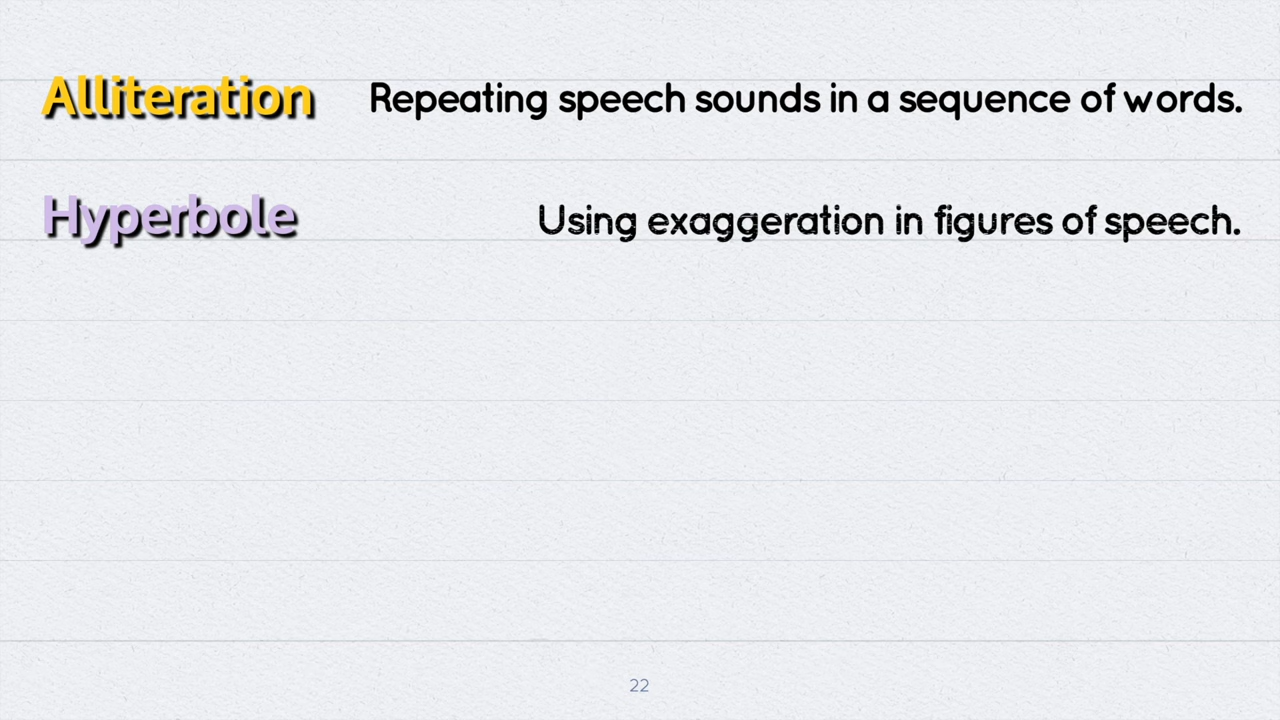 Alliteration Repeating speech sounds in a sequence of words.
Hyperbole Using exaggeration in figures of speech.
22